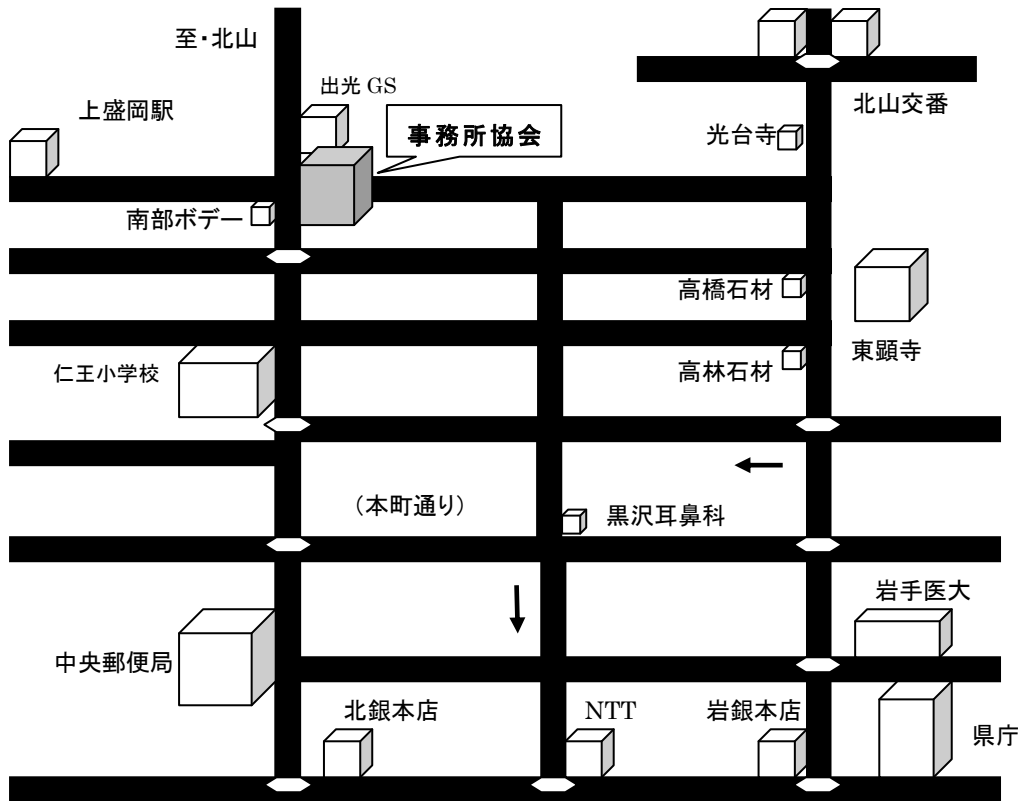 至・北山
出光 GS
上盛岡駅
事務所協会
北山交番
光台寺
南部ボデー
高橋石材
東顕寺
仁王小学校
高林石材
（本町通り）
黒沢耳鼻科
岩手医大
中央郵便局
北銀本店
NTT
岩銀本店
県庁